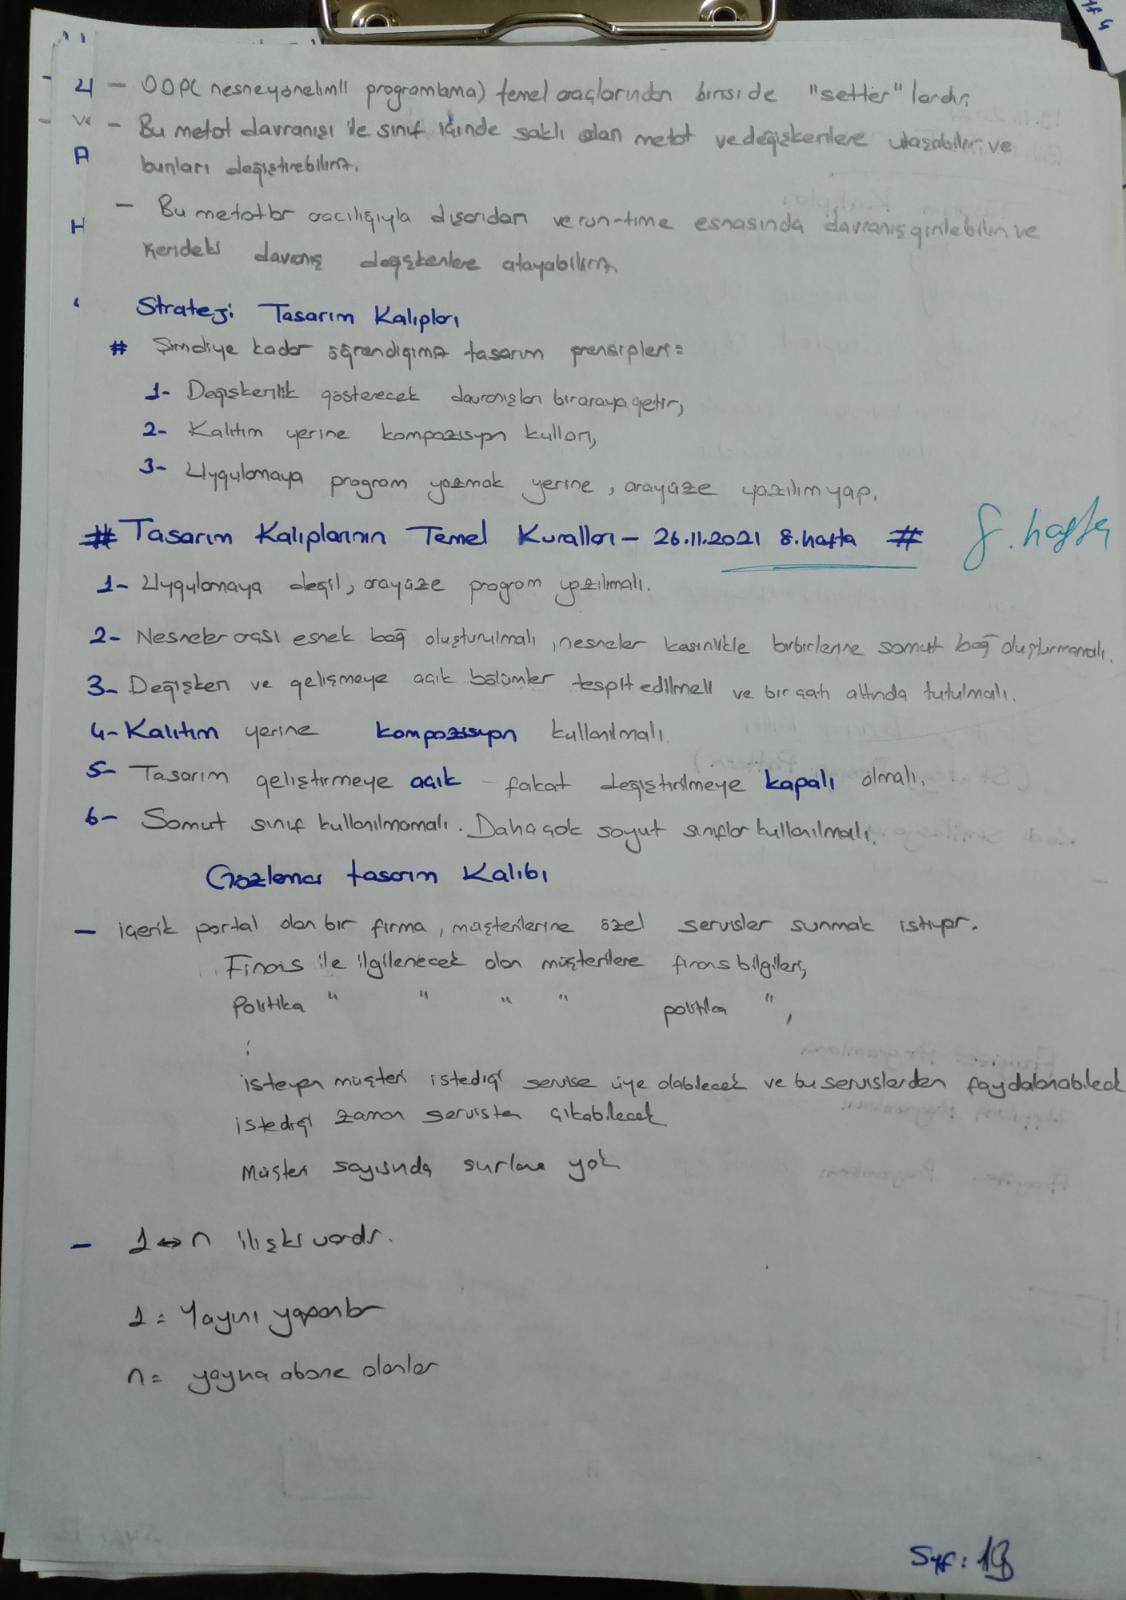 - OOP( nesneyönelimli programlama) temel araçlarından birisi de "setter" lardır,
- Bu metot davranışı ile sınıf içinde saklı olan metot ve değişkenlere ulaşabilir ve
bunları değiştirebiliriz.
- Bu metotlar aracılığıyla dışarıdan ve run-time esnasında davranış girilebilir ve
kendeki davranış değişkenlere atayabiliriz.
Strateji Tasarım Kalıpları
# Şimdiye kadar öğrendiğimiz tasarım prensipleri:
1- Değişkenlik gösterecek davranışları biraraya getir,
2- Kalıtım yerine kompozisyon kullan,
3- Uygulamaya program yazmak yerine, arayüze yazılım yap.
# Tasarım Kalıplarının Temel Kuralları - 26.11.2021 8.hafta #
8.hafta
1- Uygulamaya değil, arayüze program yazılmalı.
2- Nesneler arası esnek bağ oluşturulmalı, nesneler kesinlikle birbirlerine somut bağ oluşturmamalı.
3- Değişken ve gelişmeye açık bölümler tespit edilmeli ve bir çatı altında tutulmalı.
4- Kalıtım yerine kompozisyon kullanılmalı
5- Tasarım geliştirmeye açık - fakat değiştirilmeye kapalı olmalı,
6- Somut sınıf kullanılmamalı. Daha çok soyut sınıflar kullanılmalı.
Gözlemci tasarım Kalıbı
- içerik portal olan bir firma, müşterilerine özel servisler sunmak istiyor.
Finans ile ilgilenecek olan müşterilere finans bilgileri,
Politika " " " " politika ",
:
isteyen müşteri istediği servise üye olabilecek ve bu servislerden faydalanabilecek
istediği zaman servisten çıkabilecek
Müşteri sayısında sınırlama yok
- 1 ↔ n ilişki vardır.
1 = Yayını yapanlar
n = yayına abone olanlar
Syf: 13